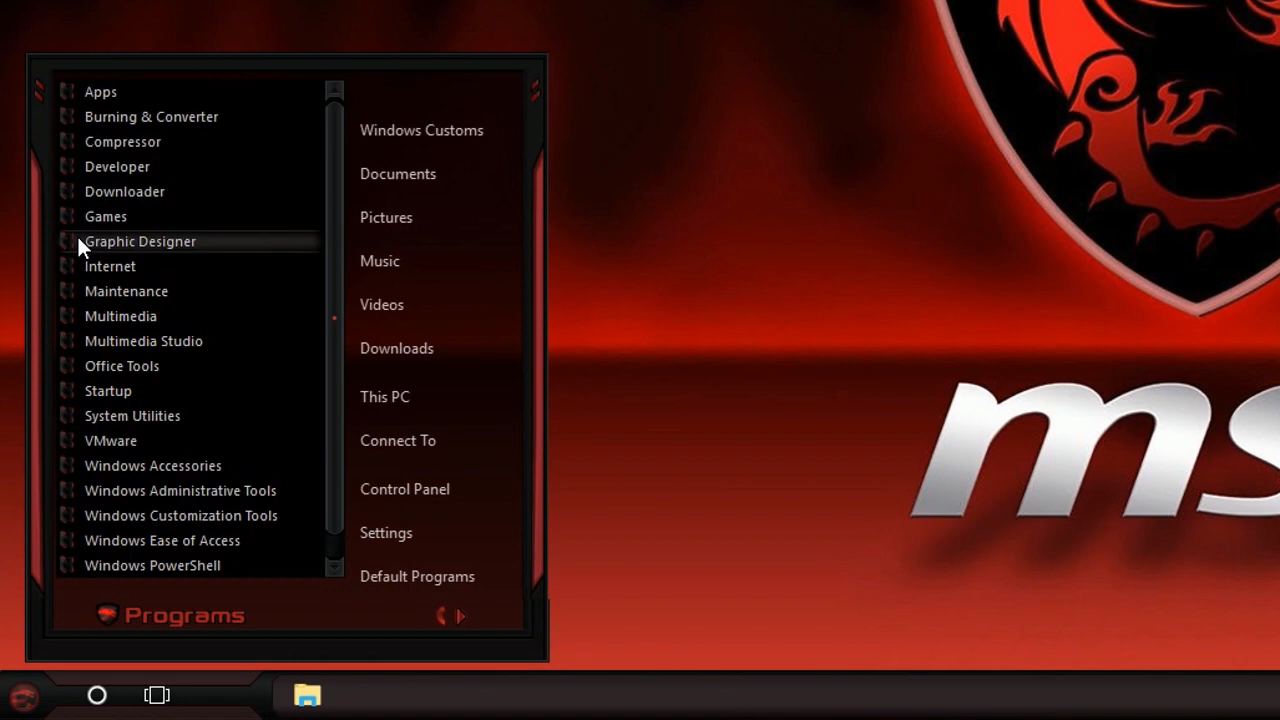 Apps
Burning & Converter
Compressor
Developer
Downloader
Games
Graphic Designer
Internet
Maintenance
Multimedia
Multimedia Studio
Office Tools
Startup
System Utilities
VMware
Windows Accessories
Windows Administrative Tools
Windows Customization Tools
Windows Ease of Access
Windows PowerShell
Programs
Windows Customs
Documents
Pictures
Music
Videos
Downloads
This PC
Connect To
Control Panel
Settings
Default Programs
ms